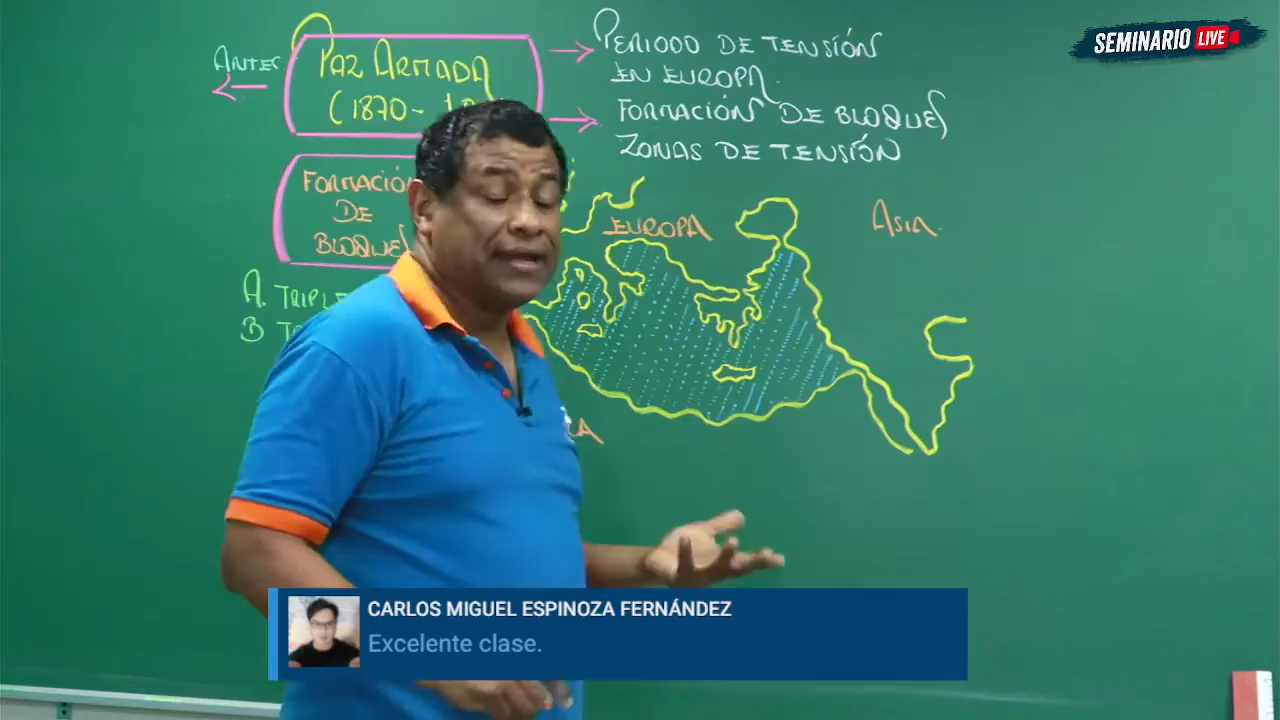 ANTES
PAZ ARMADA
(1870-
PERIODO DE TENSIÓN
EN EUROPA.
FORMACIÓN DE BLOQUES
ZONAS DE TENSIÓN
SEMINARIO LIVE
FORMACIÓN
DE
BLOQUES
A. TRIPLE
B
EUROPA
ASIA.
CARLOS MIGUEL ESPINOZA FERNÁNDEZ
Excelente clase.